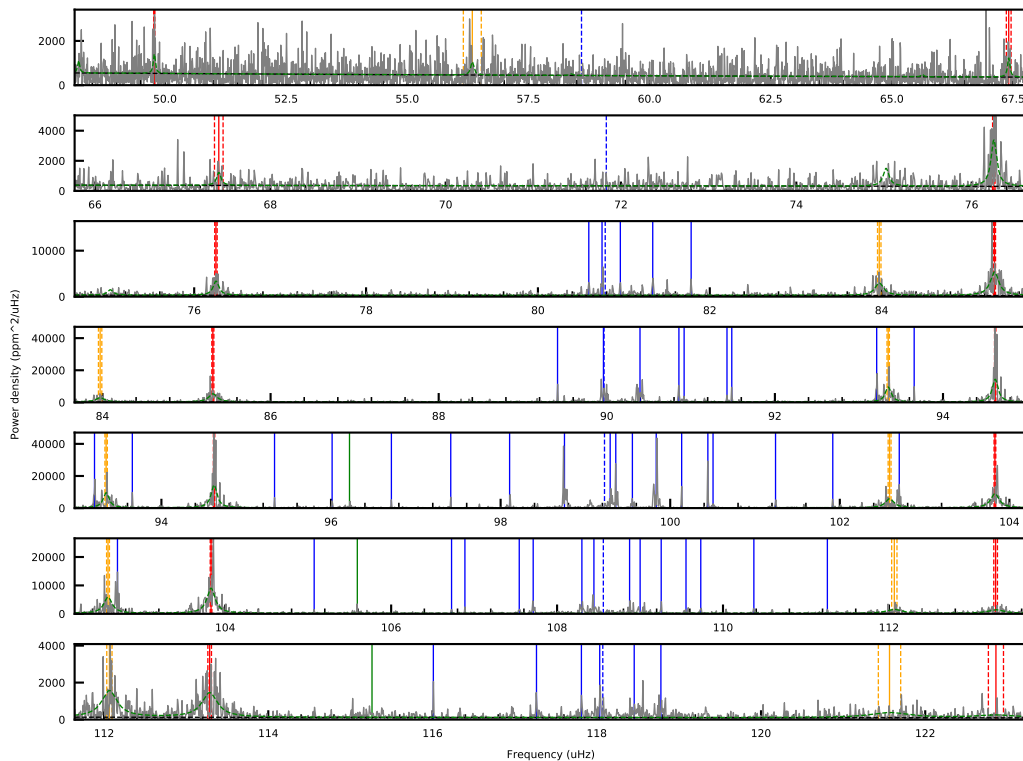 2000
0
50.0 52.5 55.0 57.5 60.0 62.5 65.0 67.5
4000
2000
0
66 68 70 72 74 76
10000
0
76 78 80 82 84
40000
20000
0
84 86 88 90 92 94
40000
20000
0
94 96 98 100 102 104
20000
10000
0
104 106 108 110 112
4000
2000
0
112 114 116 118 120 122
Power density (ppm^2/uHz)
Frequency (uHz)